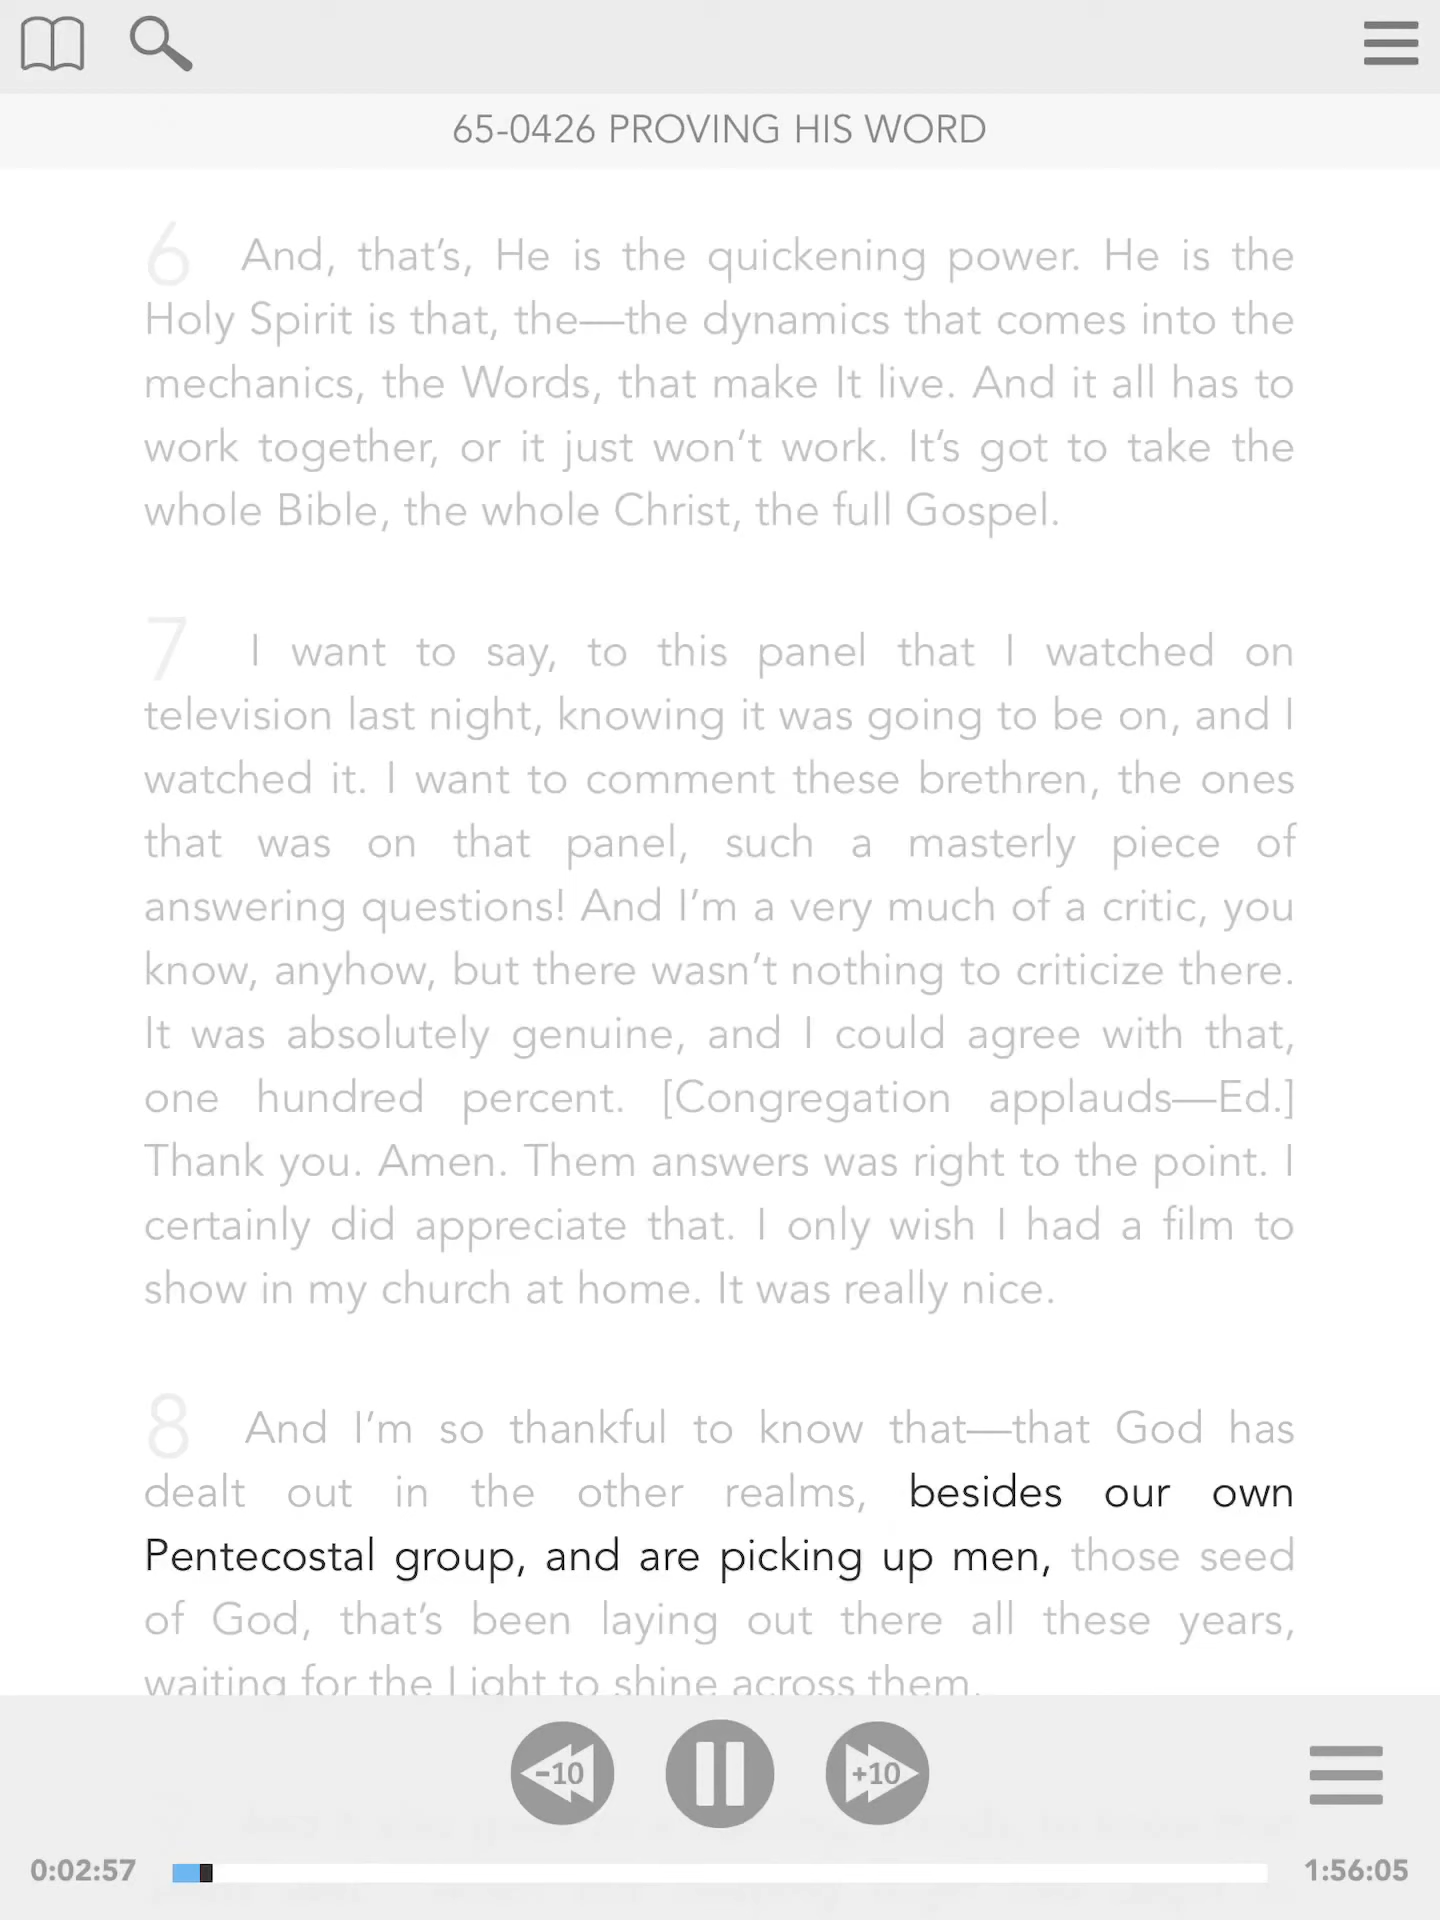 65-0426 PROVING HIS WORD
6 And, that’s, He is the quickening power. He is the
Holy Spirit is that, the—the dynamics that comes into the
mechanics, the Words, that make It live. And it all has to
work together, or it just won’t work. It’s got to take the
whole Bible, the whole Christ, the full Gospel.
7 I want to say, to this panel that I watched on
television last night, knowing it was going to be on, and I
watched it. I want to comment these brethren, the ones
that was on that panel, such a masterly piece of
answering questions! And I’m a very much of a critic, you
know, anyhow, but there wasn’t nothing to criticize there.
It was absolutely genuine, and I could agree with that,
one hundred percent. [Congregation applauds—Ed.]
Thank you. Amen. Them answers was right to the point. I
certainly did appreciate that. I only wish I had a film to
show in my church at home. It was really nice.
8 And I’m so thankful to know that—that God has
dealt out in the other realms, besides our own
Pentecostal group, and are picking up men, those seed
of God, that’s been laying out there all these years,
waiting for the Light to shine across them.
-10 +10
0:02:57 1:56:05